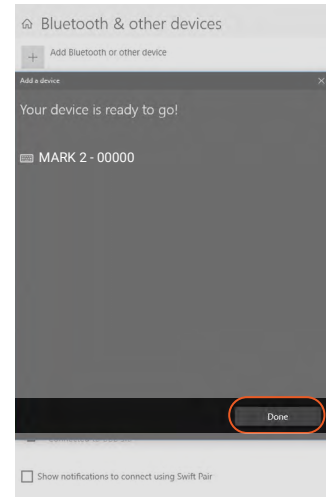 Bluetooth & other devices
Add Bluetooth or other device
Add a device
Your device is ready to go!
MARK 2 - 00000
Done
Show notifications to connect using Swift Pair